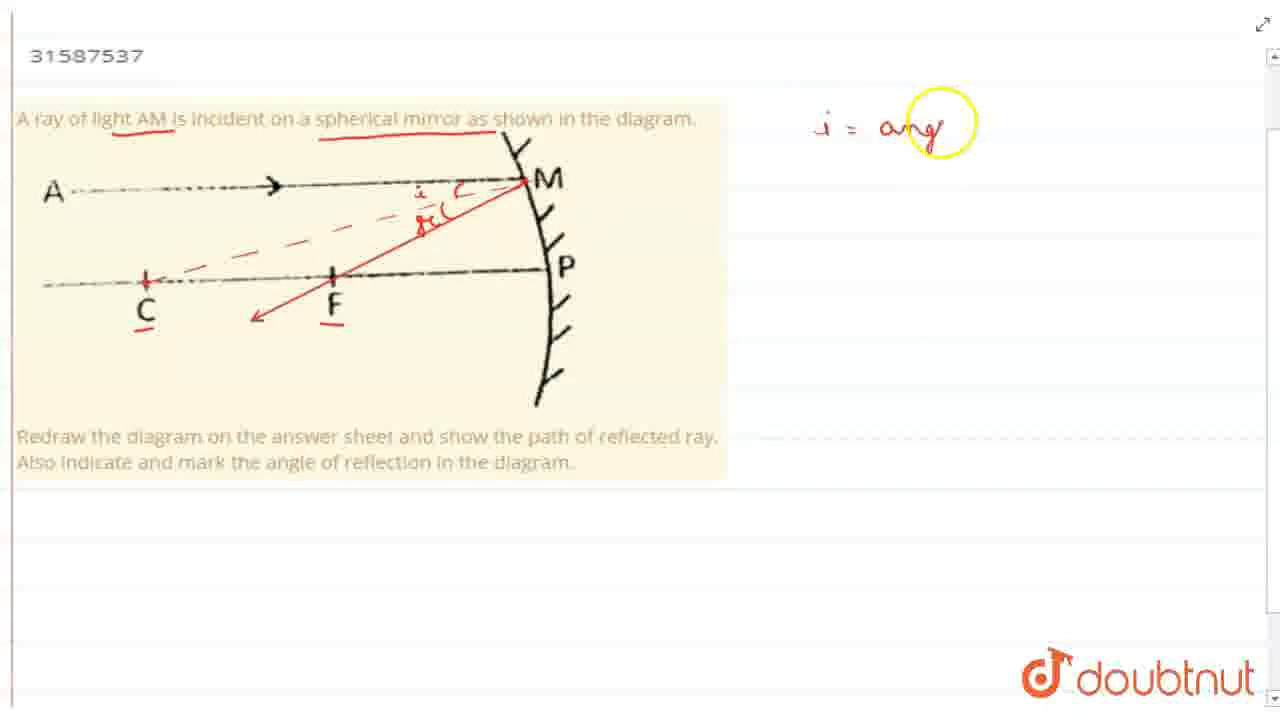 31587537
A ray of light AM is incident on a spherical mirror as shown in the diagram.
i = ang
A
M
i
r
P
C
F
Redraw the diagram on the answer sheet and show the path of reflected ray.
Also indicate and mark the angle of reflection in the diagram.
doubtnut